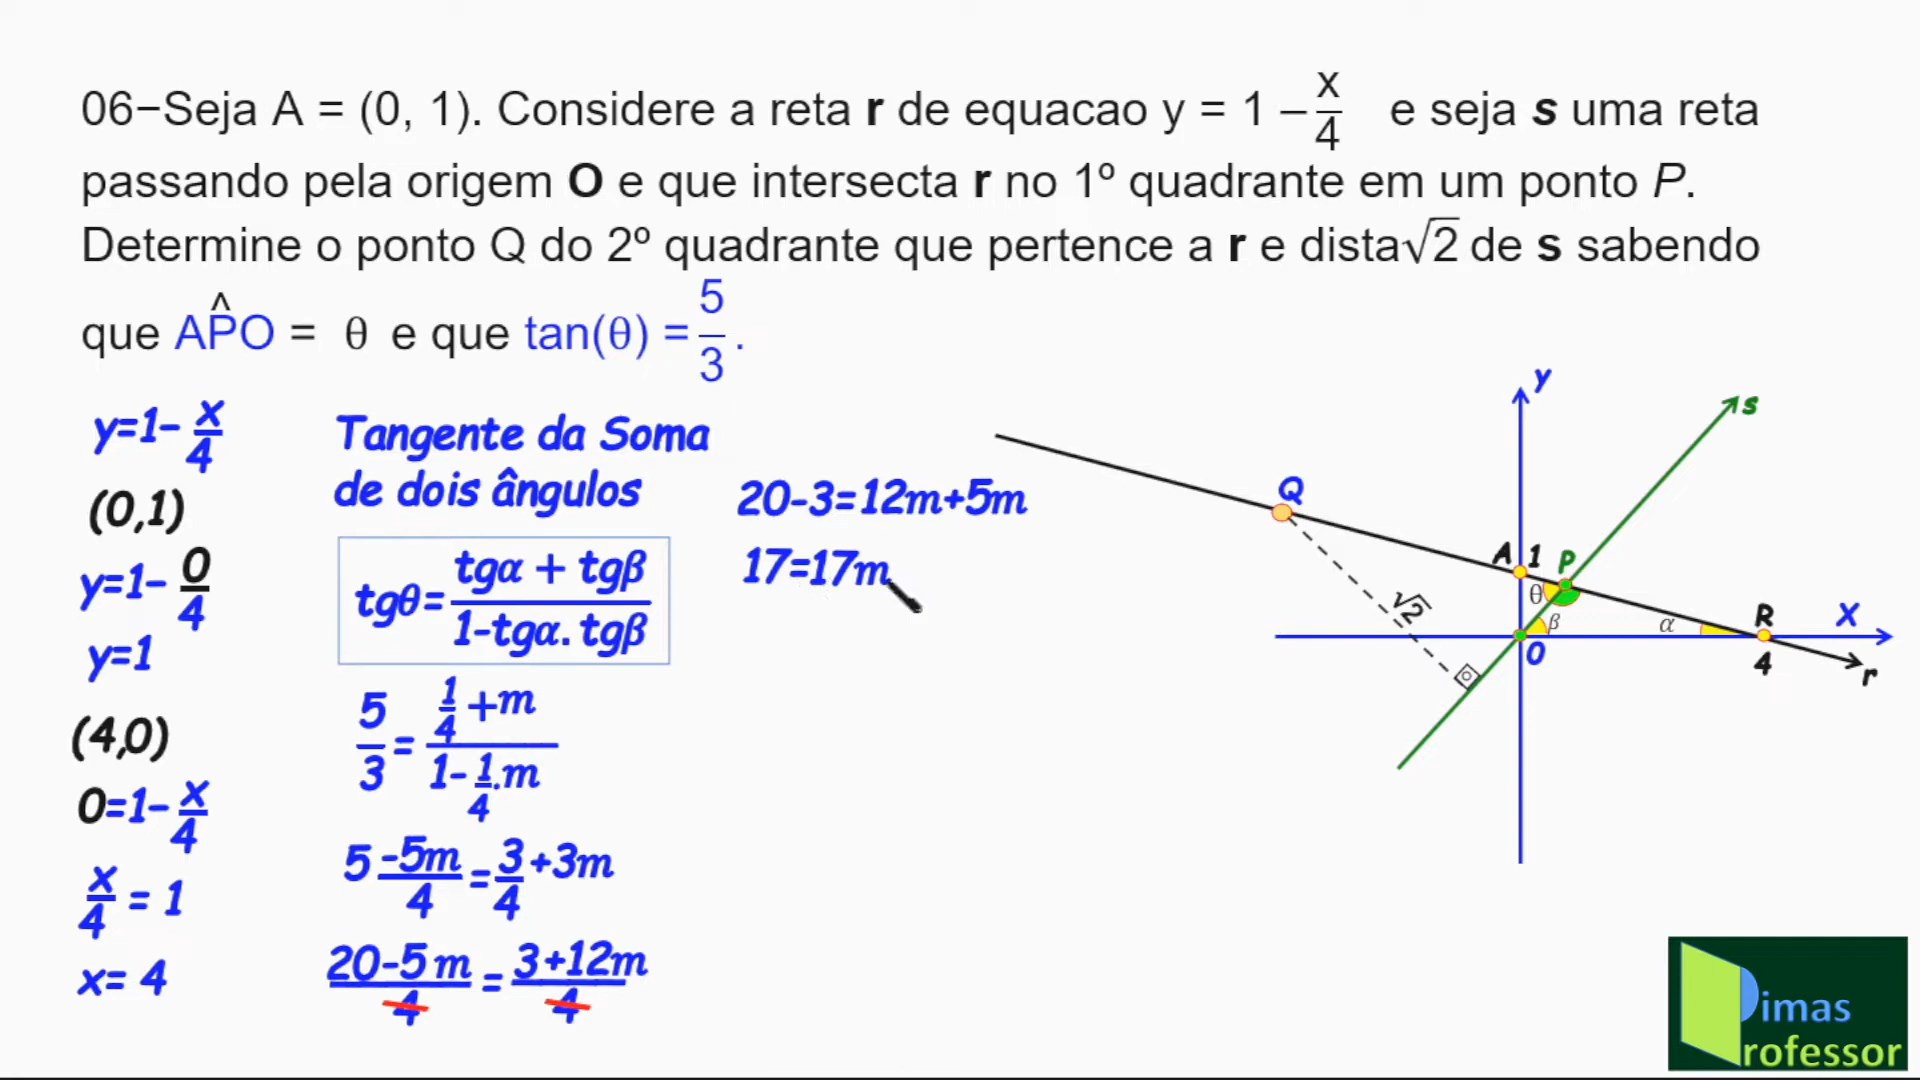 06–Seja A = (0, 1). Considere a reta r de equacao y = 1 – x/4 e seja s uma reta
passando pela origem O e que intersecta r no 1º quadrante em um ponto P.
Determine o ponto Q do 2º quadrante que pertence a r e dista√2 de s sabendo
que AP̂O = θ e que tan(θ) = 5/3.
y=1- x/4
(0,1)
y=1- 0/4
y=1
(4,0)
0=1- x/4
x/4 = 1
x= 4
Tangente da Soma
de dois ângulos
tgθ= (tgα + tgβ)/(1-tgα. tgβ)
5/3 = (1/4 +m)/(1- 1/4.m)
5 -5m/4 = 3/4 +3m
(20-5m)/4 = (3+12m)/4
20-3=12m+5m
17=17m
y
s
Q
A 1 P
√2
θ
β
α
R
X
O
4
r
Dimas
Professor